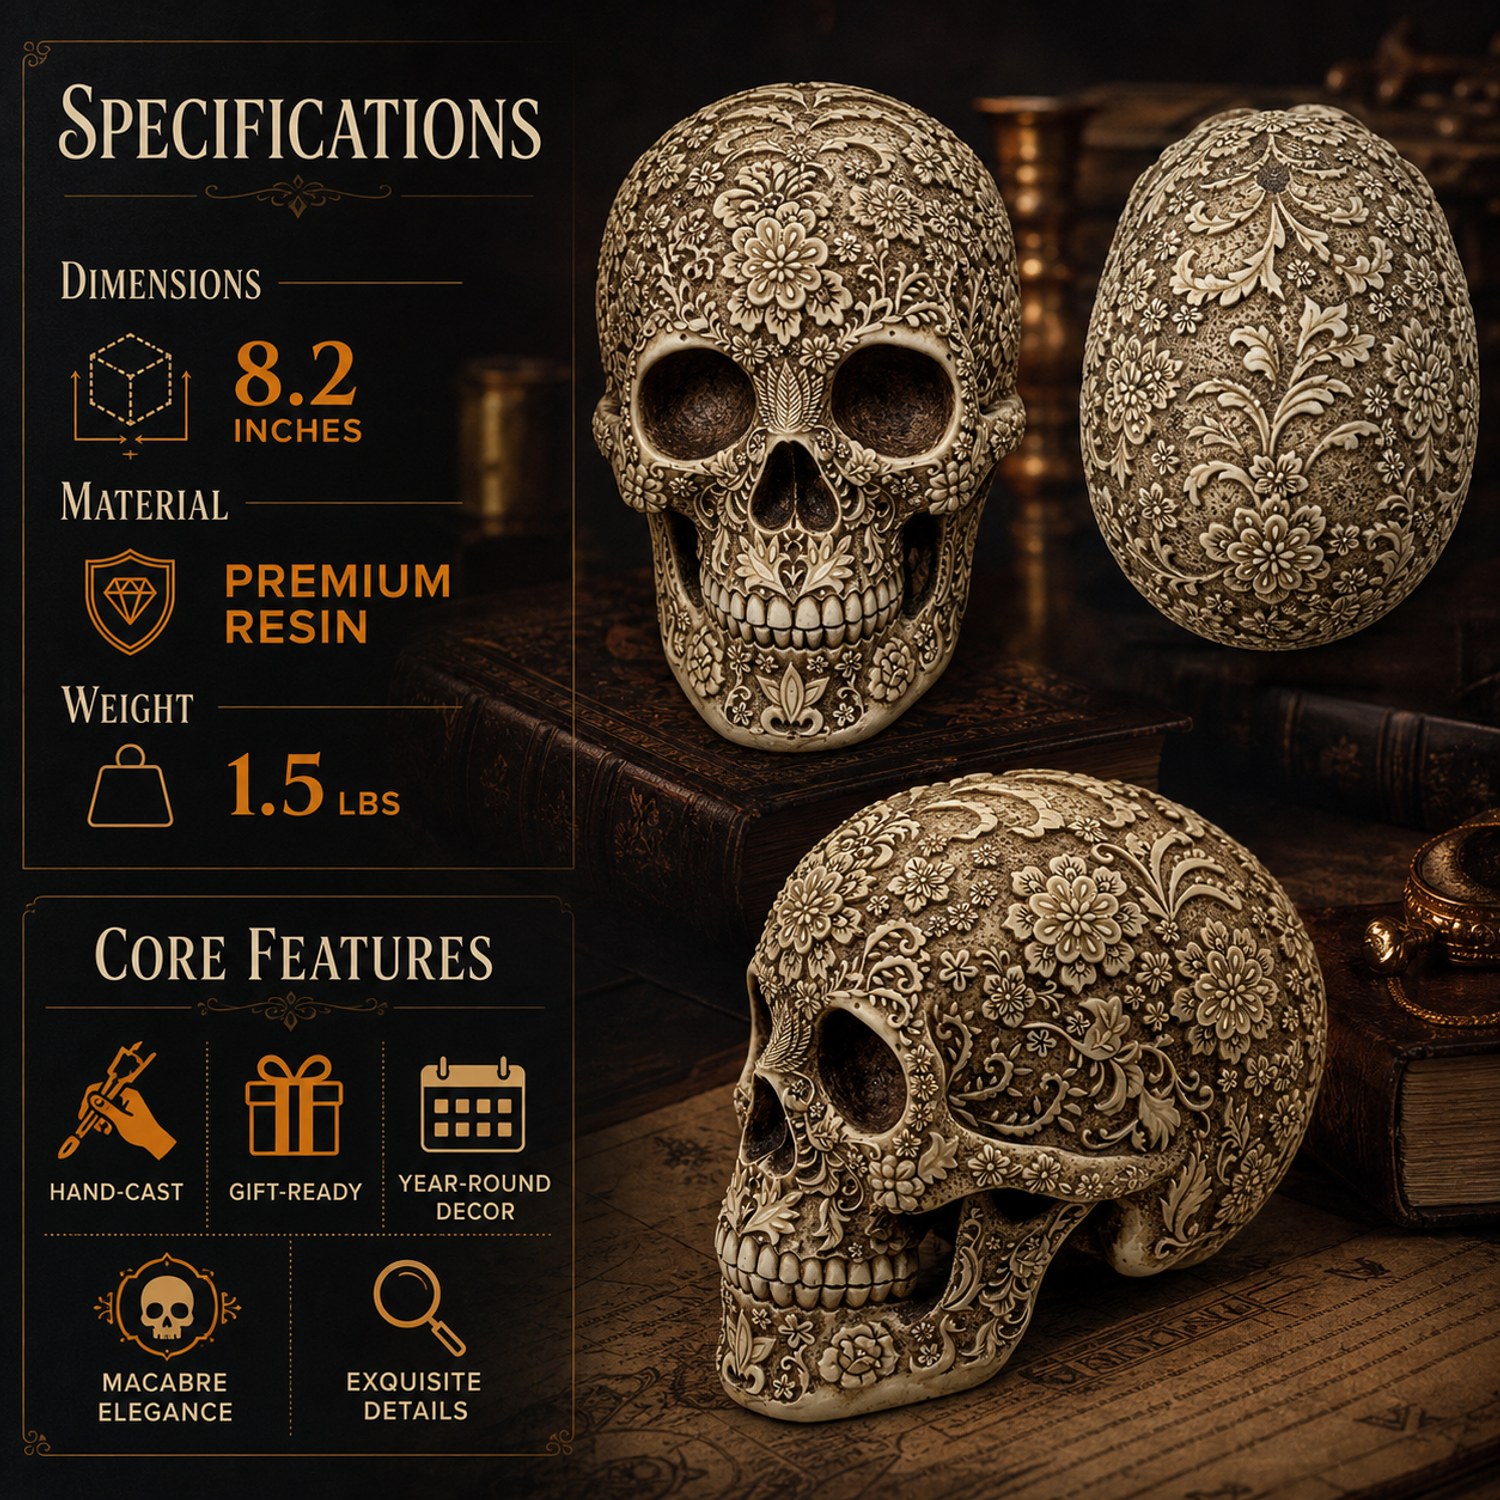 SPECIFICATIONS
DIMENSIONS
8.2
INCHES
MATERIAL
PREMIUM
RESIN
WEIGHT
1.5 LBS
CORE FEATURES
HAND-CAST
GIFT-READY
YEAR-ROUND
DECOR
MACABRE
ELEGANCE
EXQUISITE
DETAILS